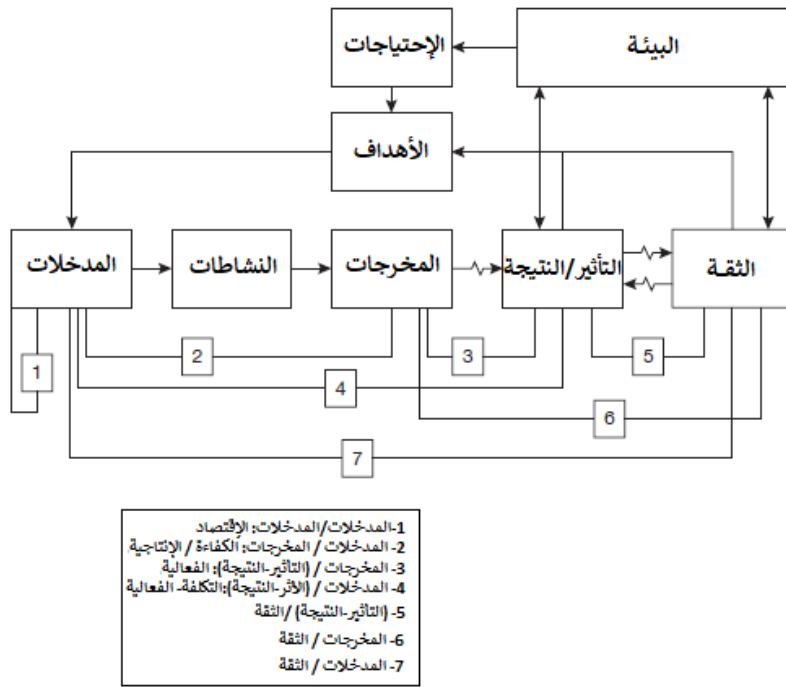 البيئة
الإحتياجات
الأهداف
المدخلات
النشاطات
المخرجات
التأثير/النتيجة
الثقة
1
2
3
4
5
6
7
1-المدخلات/المدخلات: الإقتصاد
2-المدخلات / المخرجات: الكفاءة / الإنتاجية
3- المخرجات / (التأثير-النتيجة): الفعالية
4- المدخلات / (الأثر-النتيجة):التكلفة- الفعالية
5- (التأثير-النتيجة) /الثقة
6- المخرجات / الثقة
7- المدخلات / الثقة